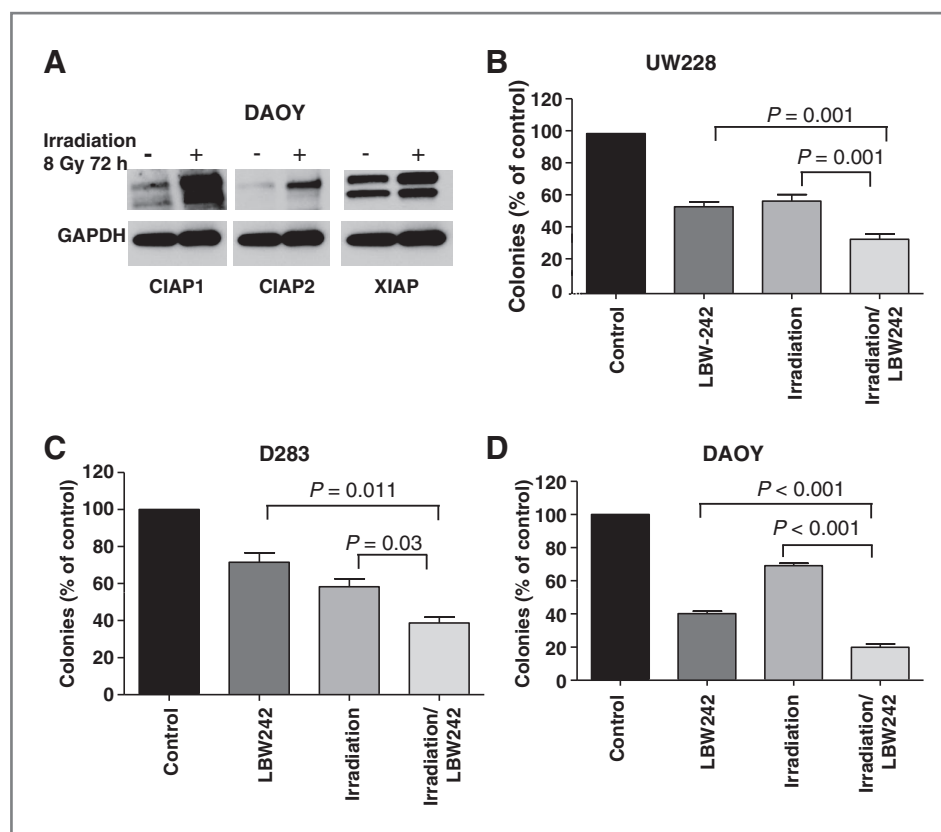 A
DAOY
Irradiation
8 Gy 72 h
- + - + - +
GAPDH
CIAP1 CIAP2 XIAP
B
UW228
Colonies (% of control)
120
100
80
60
40
20
0
P = 0.001
P = 0.001
Control
LBW-242
Irradiation
Irradiation/
LBW242
C
D283
Colonies (% of control)
120
100
80
60
40
20
0
P = 0.011
P = 0.03
Control
LBW242
Irradiation
Irradiation/
LBW242
D
DAOY
Colonies (% of control)
120
100
80
60
40
20
0
P < 0.001
P < 0.001
Control
LBW242
Irradiation
Irradiation/
LBW242